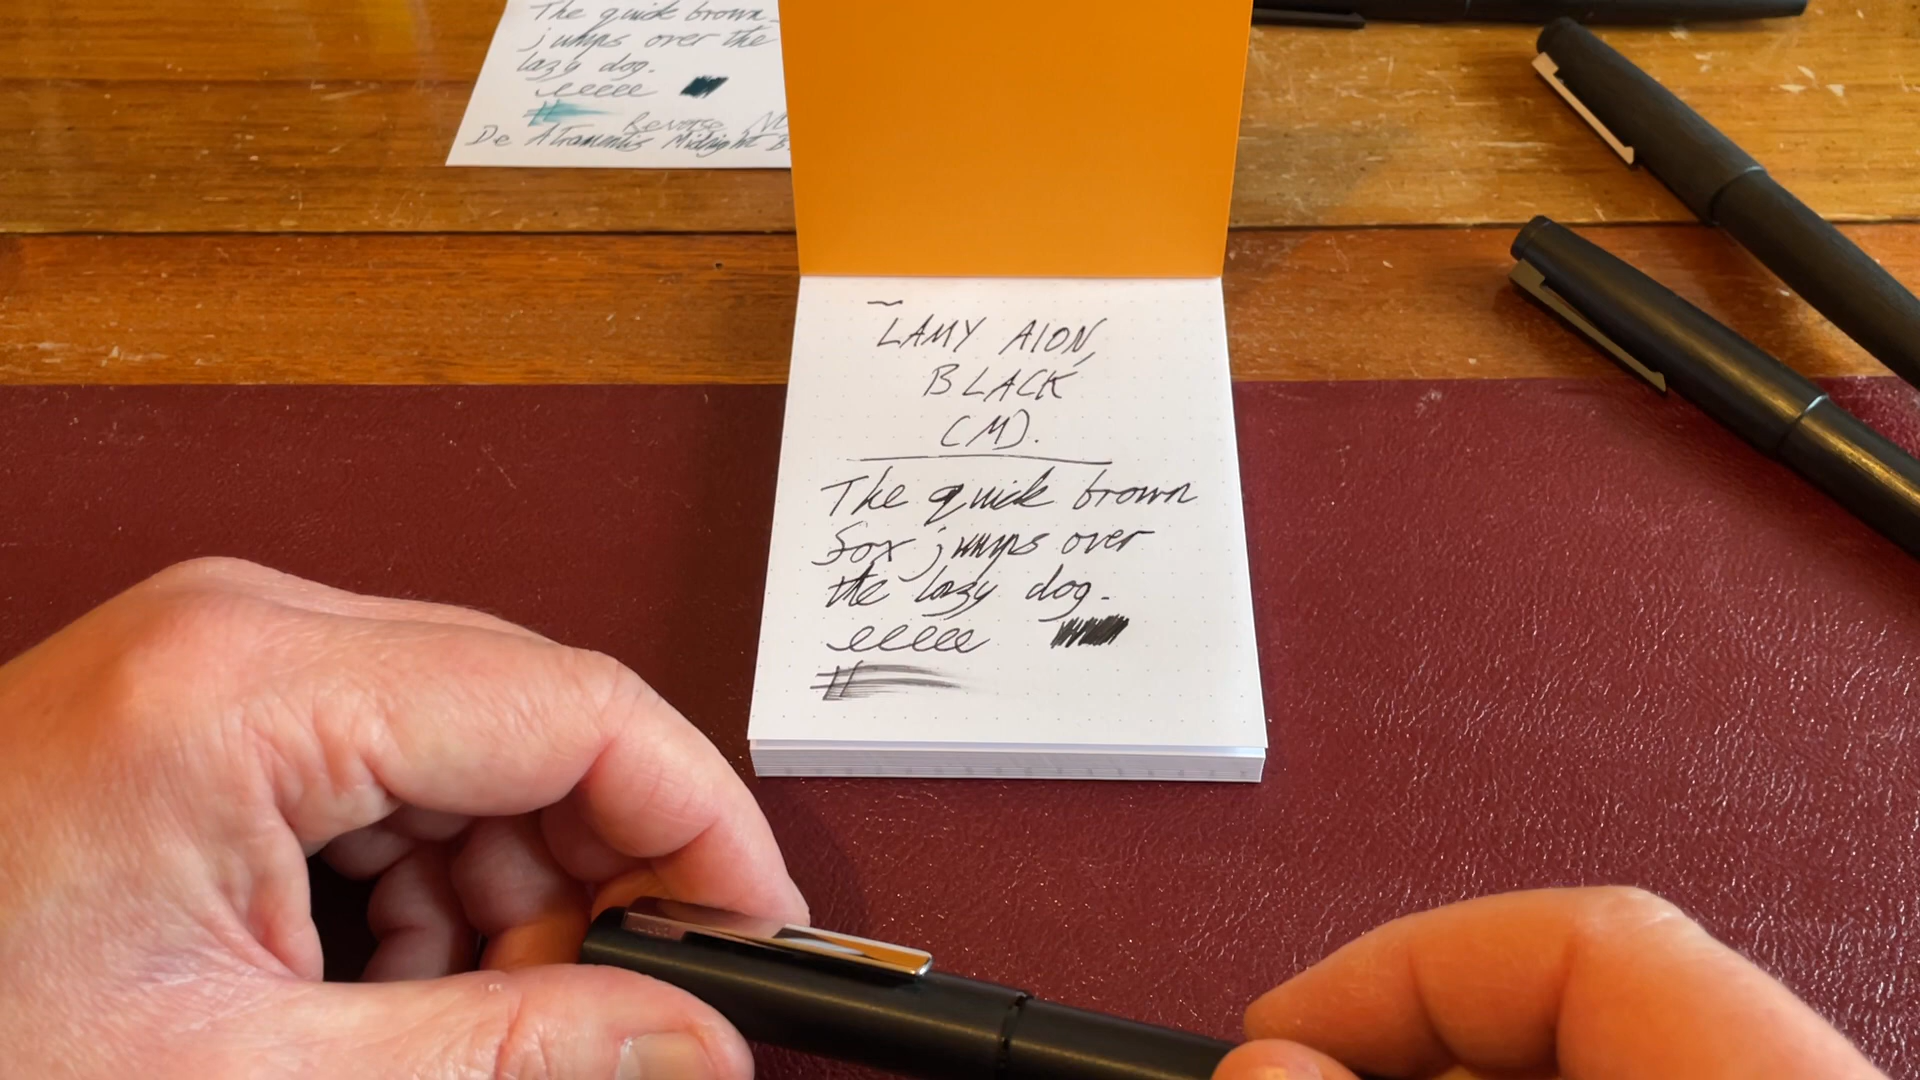 The quick brown
jumps over the
lazy dog.
eeeee
Reverse
De Atramentis Midnight B
~
LAMY AION,
BLACK
(M).
The quick brown
fox jumps over
the lazy dog.
eeeee